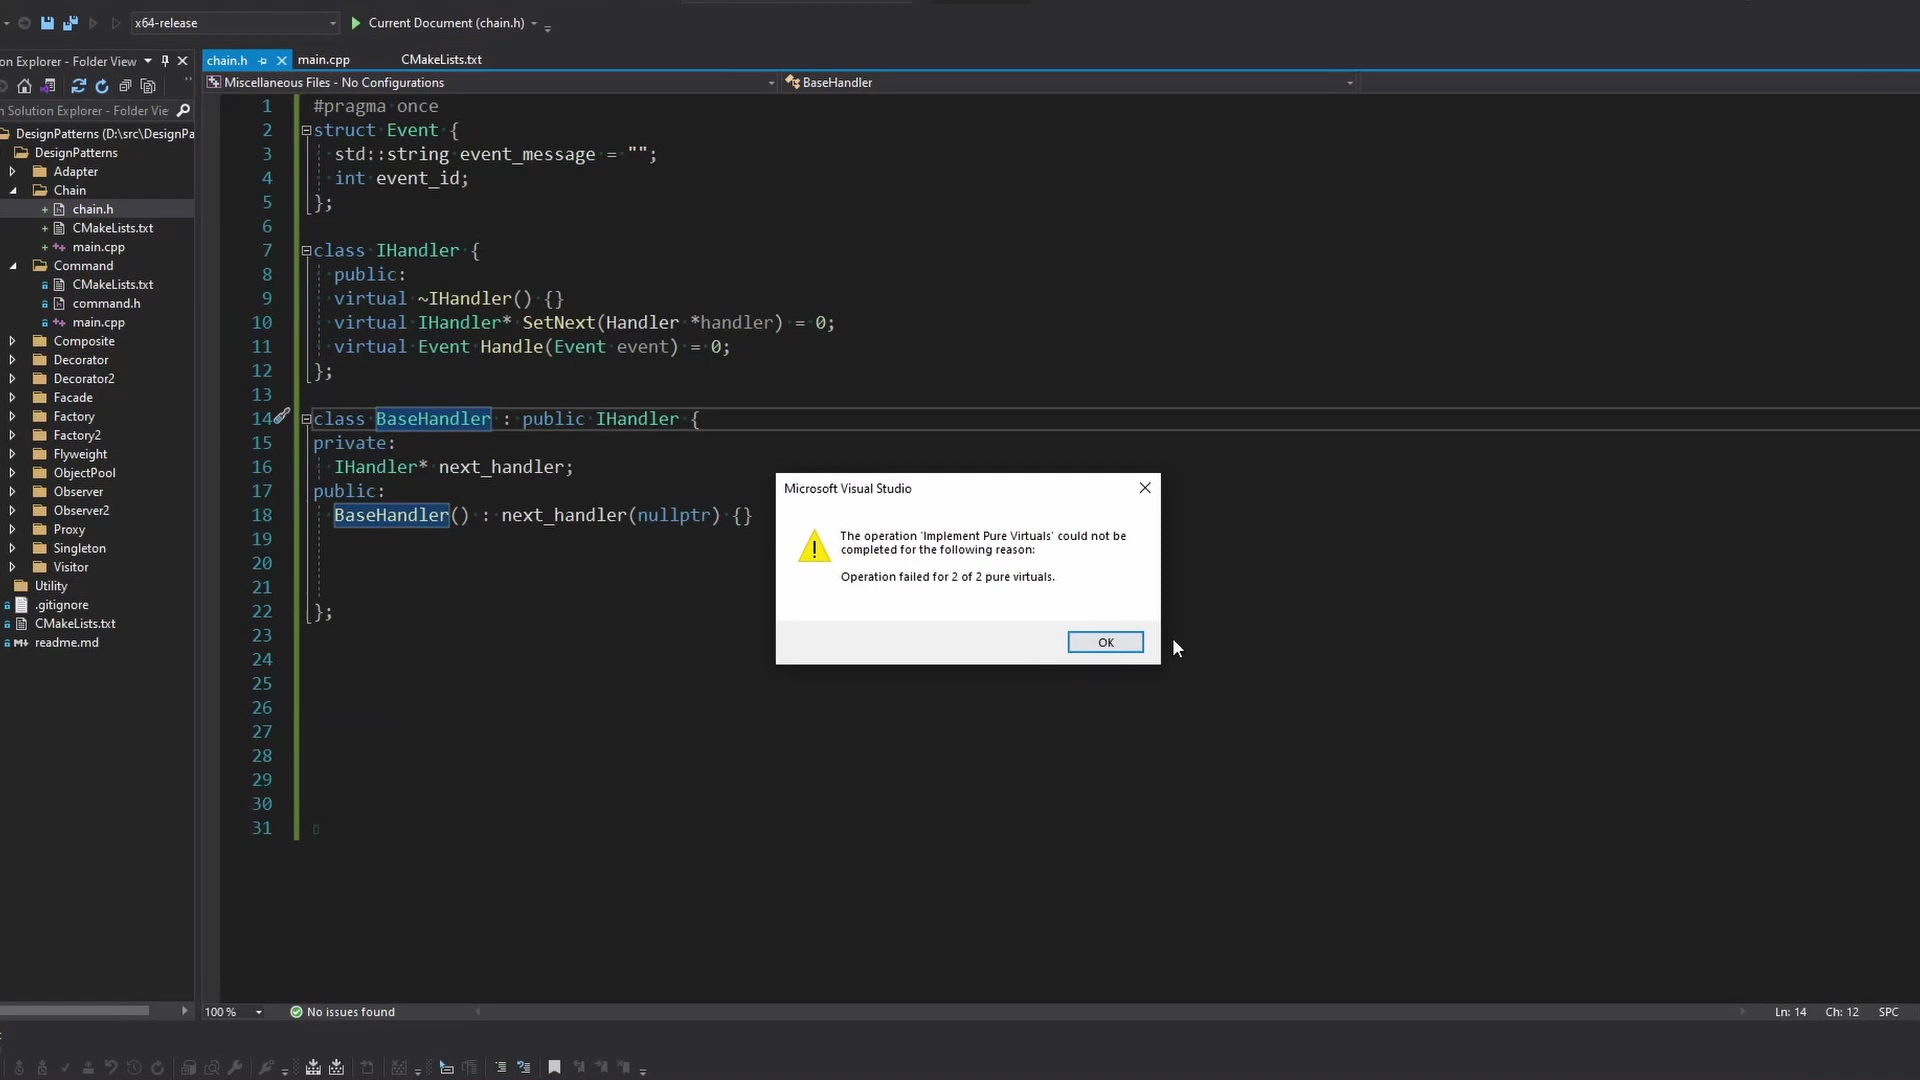 x64-release
Current Document (chain.h)
on Explorer - Folder View
chain.h
main.cpp
CMakeLists.txt
Miscellaneous Files - No Configurations
BaseHandler
n Solution Explorer - Folder Vie
DesignPatterns (D:\src\DesignPa
DesignPatterns
Adapter
Chain
chain.h
CMakeLists.txt
main.cpp
Command
CMakeLists.txt
command.h
main.cpp
Composite
Decorator
Decorator2
Facade
Factory
Factory2
Flyweight
ObjectPool
Observer
Observer2
Proxy
Singleton
Visitor
Utility
.gitignore
CMakeLists.txt
readme.md
1 #pragma once
2 struct Event {
3 std::string event_message = "";
4 int event_id;
5 };
6
7 class IHandler {
8 public:
9 virtual ~IHandler() {}
10 virtual IHandler* SetNext(Handler *handler) = 0;
11 virtual Event Handle(Event event) = 0;
12 };
13
14 class BaseHandler : public IHandler {
15 private:
16 IHandler* next_handler;
17 public:
18 BaseHandler() : next_handler(nullptr) {}
19
20
21
22 };
23
24
25
26
27
28
29
30
31
Microsoft Visual Studio
The operation 'Implement Pure Virtuals' could not be
completed for the following reason:
Operation failed for 2 of 2 pure virtuals.
OK
100 %
No issues found
Ln: 14
Ch: 12
SPC